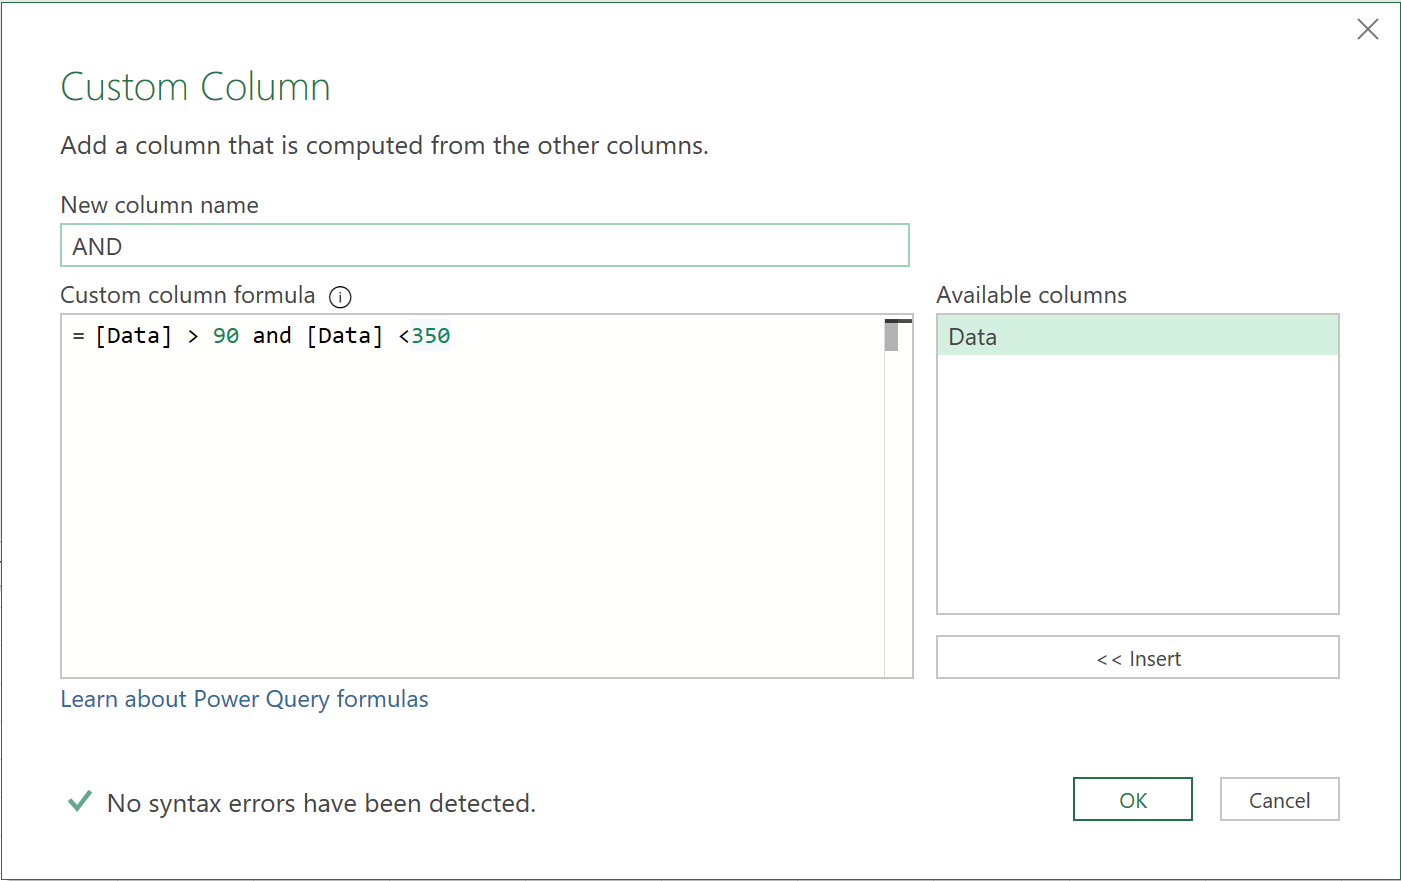 Custom Column
Add a column that is computed from the other columns.
New column name
AND
Custom column formula
Available columns
= [Data] > 90 and [Data] <350
Data
<< Insert
Learn about Power Query formulas
No syntax errors have been detected.
OK
Cancel